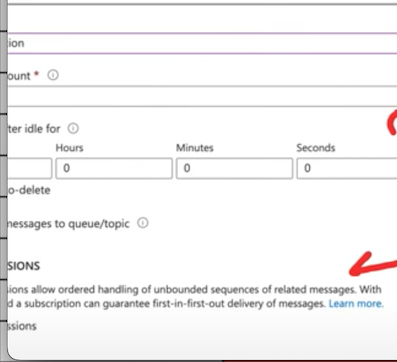 ion
ount * ⓘ
ter idle for ⓘ
Hours Minutes Seconds
0 0 0
o-delete
messages to queue/topic ⓘ
SIONS
ions allow ordered handling of unbounded sequences of related messages. With
d a subscription can guarantee first-in-first-out delivery of messages. Learn more.
ssions